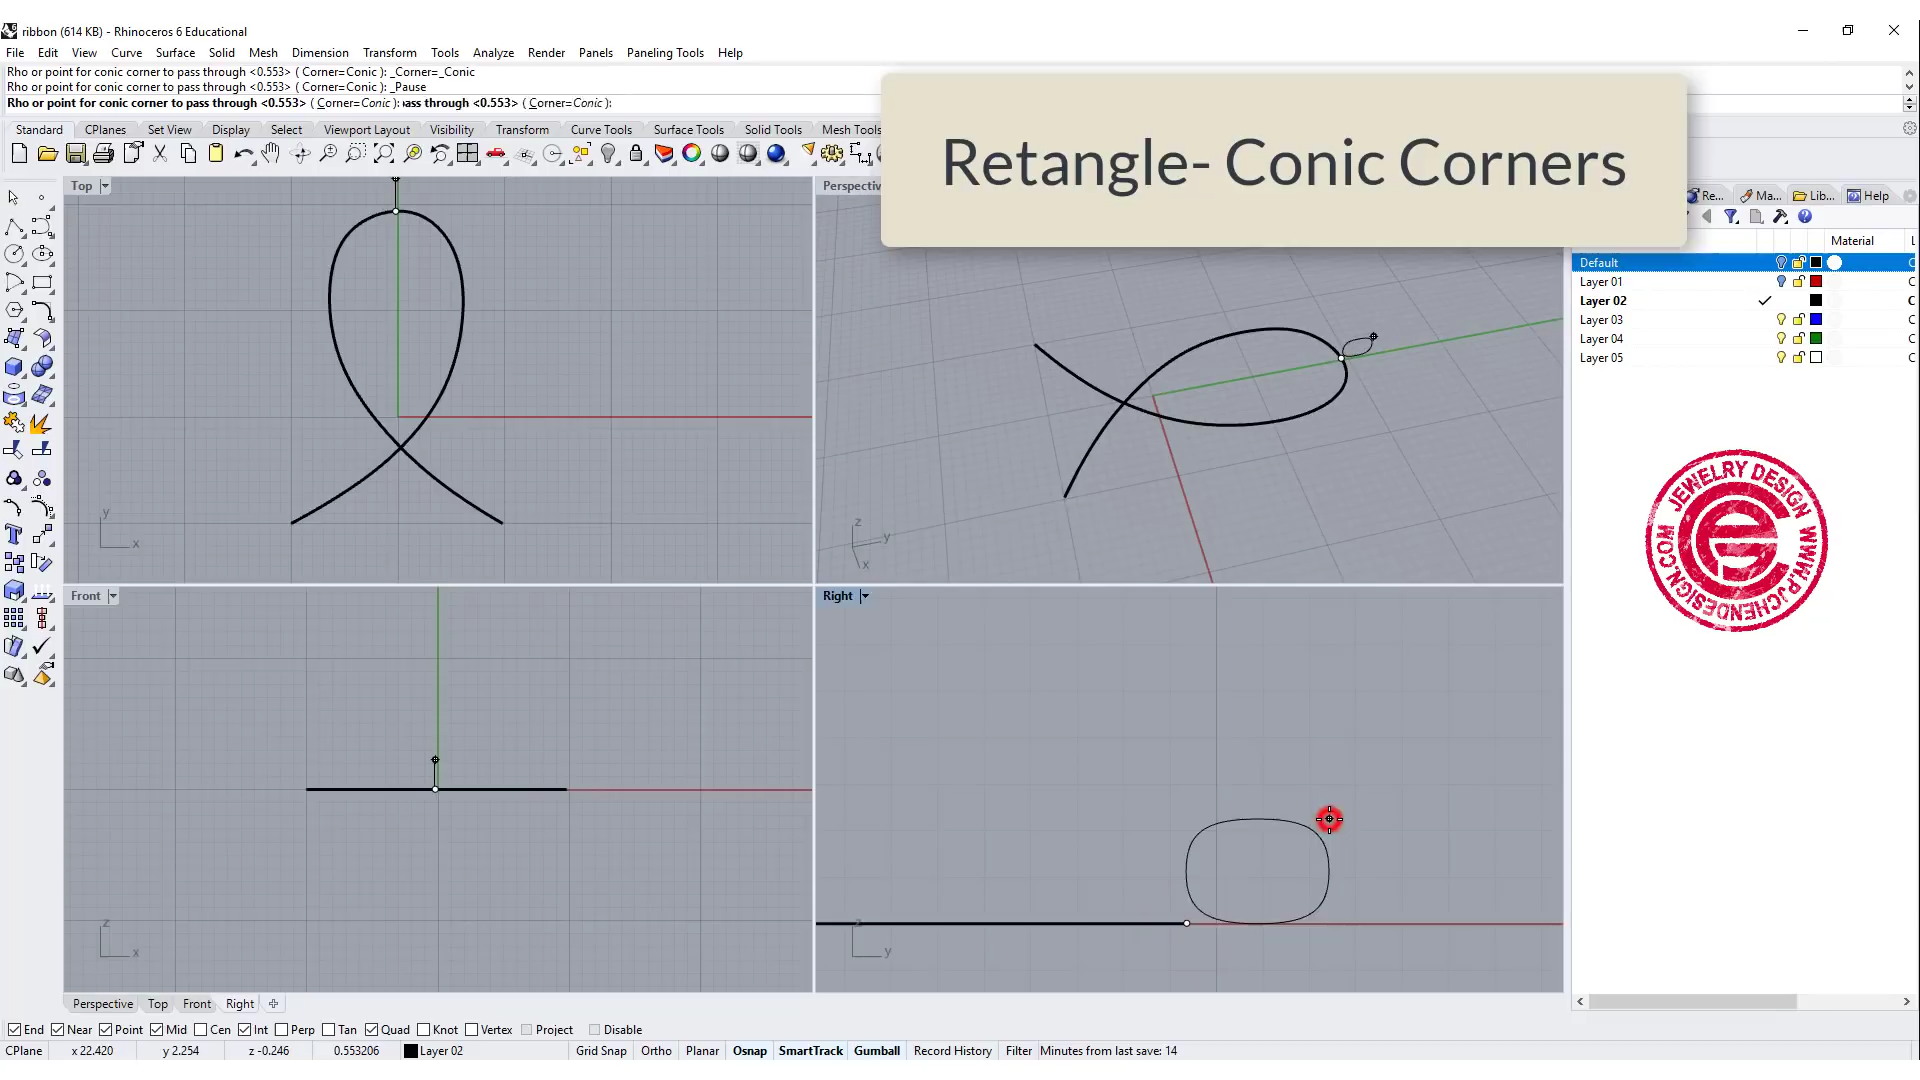 ribbon (614 KB) - Rhinoceros 6 Educational
File Edit View Curve Surface Solid Mesh Dimension Transform Tools Analyze Render Panels Paneling Tools Help
Rho or point for conic corner to pass through <0.553> ( Corner=Conic ): _Corner=_Conic
Rho or point for conic corner to pass through <0.553> ( Corner=Conic ): _Pause
Rho or point for conic corner to pass through <0.553> ( Corner=Conic ): ass through <0.553> ( Corner=Conic ):
Retangle- Conic Corners
Standard CPlanes Set View Display Select Viewport Layout Visibility Transform Curve Tools Surface Tools Solid Tools Mesh Tools
Top
Perspectiv
Re... Ma... Lib... Help
Material L
Default C
Layer 01 C
Layer 02 C
Layer 03 C
Layer 04 C
Layer 05 C
y
x
z
y
x
JEWELRY DESIGN WWW.PJCHENDESIGN.COM
Front
Right
z
x
z
y
Perspective Top Front Right
End Near Point Mid Cen Int Perp Tan Quad Knot Vertex Project Disable
CPlane x 22.420 y 2.254 z -0.246 0.553206 Layer 02 Grid Snap Ortho Planar Osnap SmartTrack Gumball Record History Filter Minutes from last save: 14